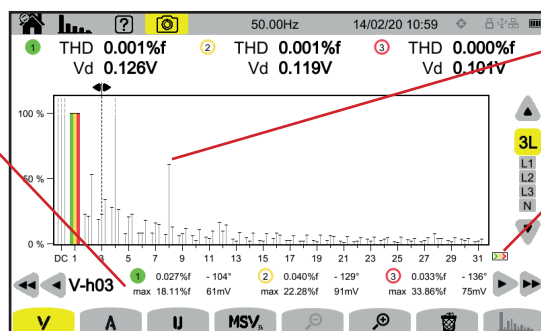 ? 50.00Hz 14/02/20 10:59
1 THD 0.001%f 2 THD 0.001%f 3 THD 0.000%f
Vd 0.126V Vd 0.119V Vd 0.101V
100 %
50 %
0 %
DC 1 3 5 7 9 11 13 15 17 19 21 23 25 27 29 31
3L
L1
L2
L3
N
V-h03 1 0.027%f - 104° 2 0.040%f - 129° 3 0.033%f - 136°
max 18.11%f 61mV max 22.28%f 91mV max 33.86%f 75mV
V A U MSV